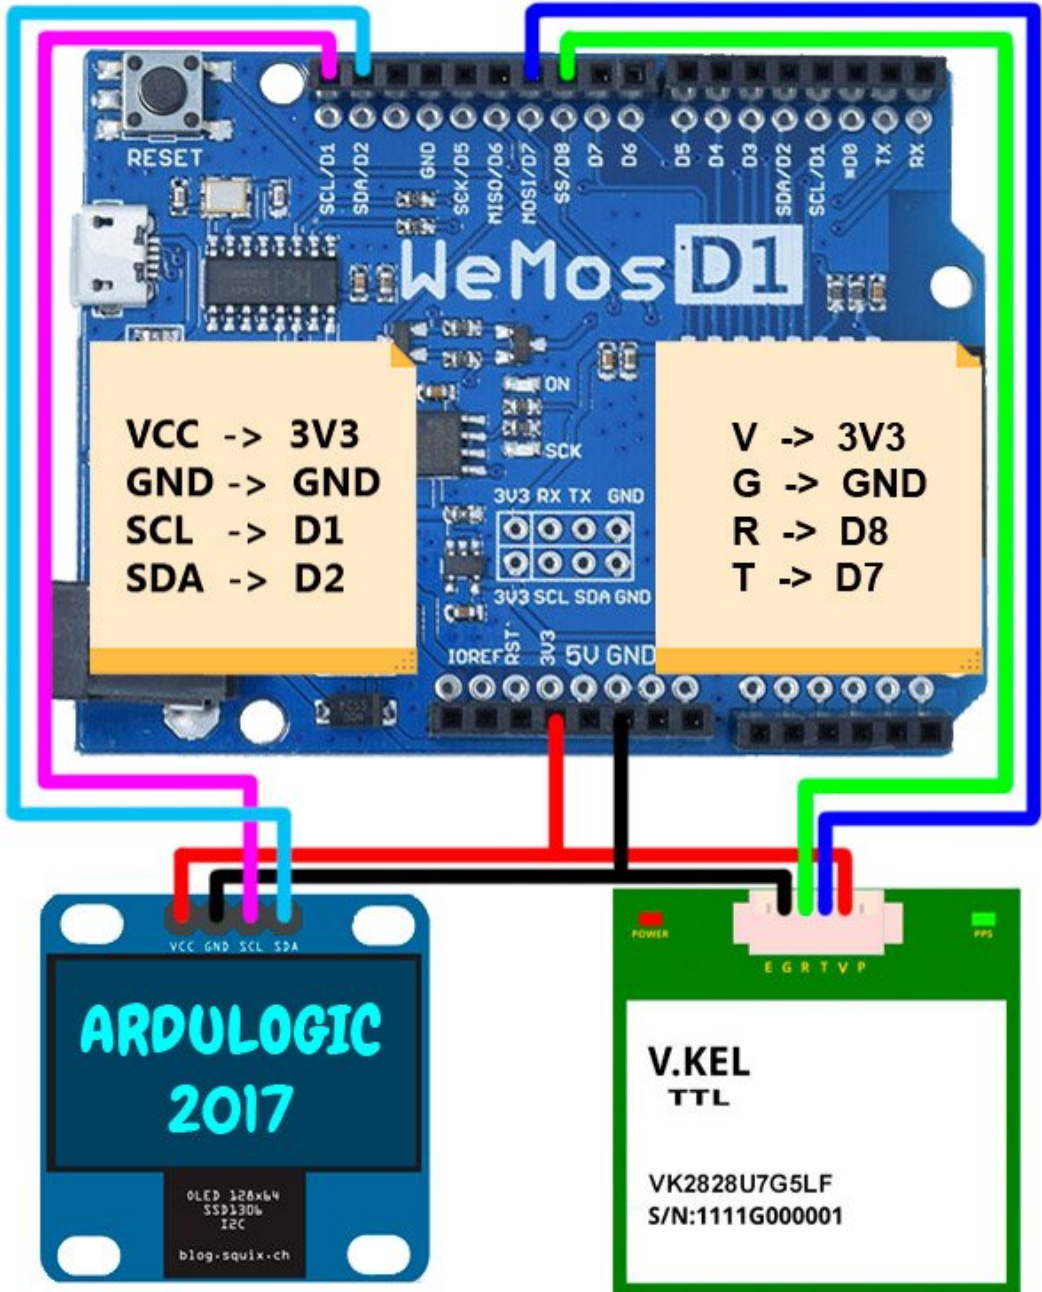 RESET
SCL/D1
SDA/D2
GND
SCK/D5
MISO/D6
MOSI/D7
SS/D8
D7
D6
D5
D4
D3
SDA/D2
SCL/D1
*D0
TX
RX
WeMos D1
ON
SCK
VCC -> 3V3
GND -> GND
SCL -> D1
SDA -> D2
V -> 3V3
G -> GND
R -> D8
T -> D7
3V3 RX TX GND
3V3 SCL SDA GND
IOREF RST 3V3 5V GND
VCC GND SCL SDA
ARDULOGIC
2017
OLED 128x64
SSD1306
I2C
blog.squix.ch
POWER
PPS
E G R T V P
V.KEL
TTL
VK2828U7G5LF
S/N:1111G000001